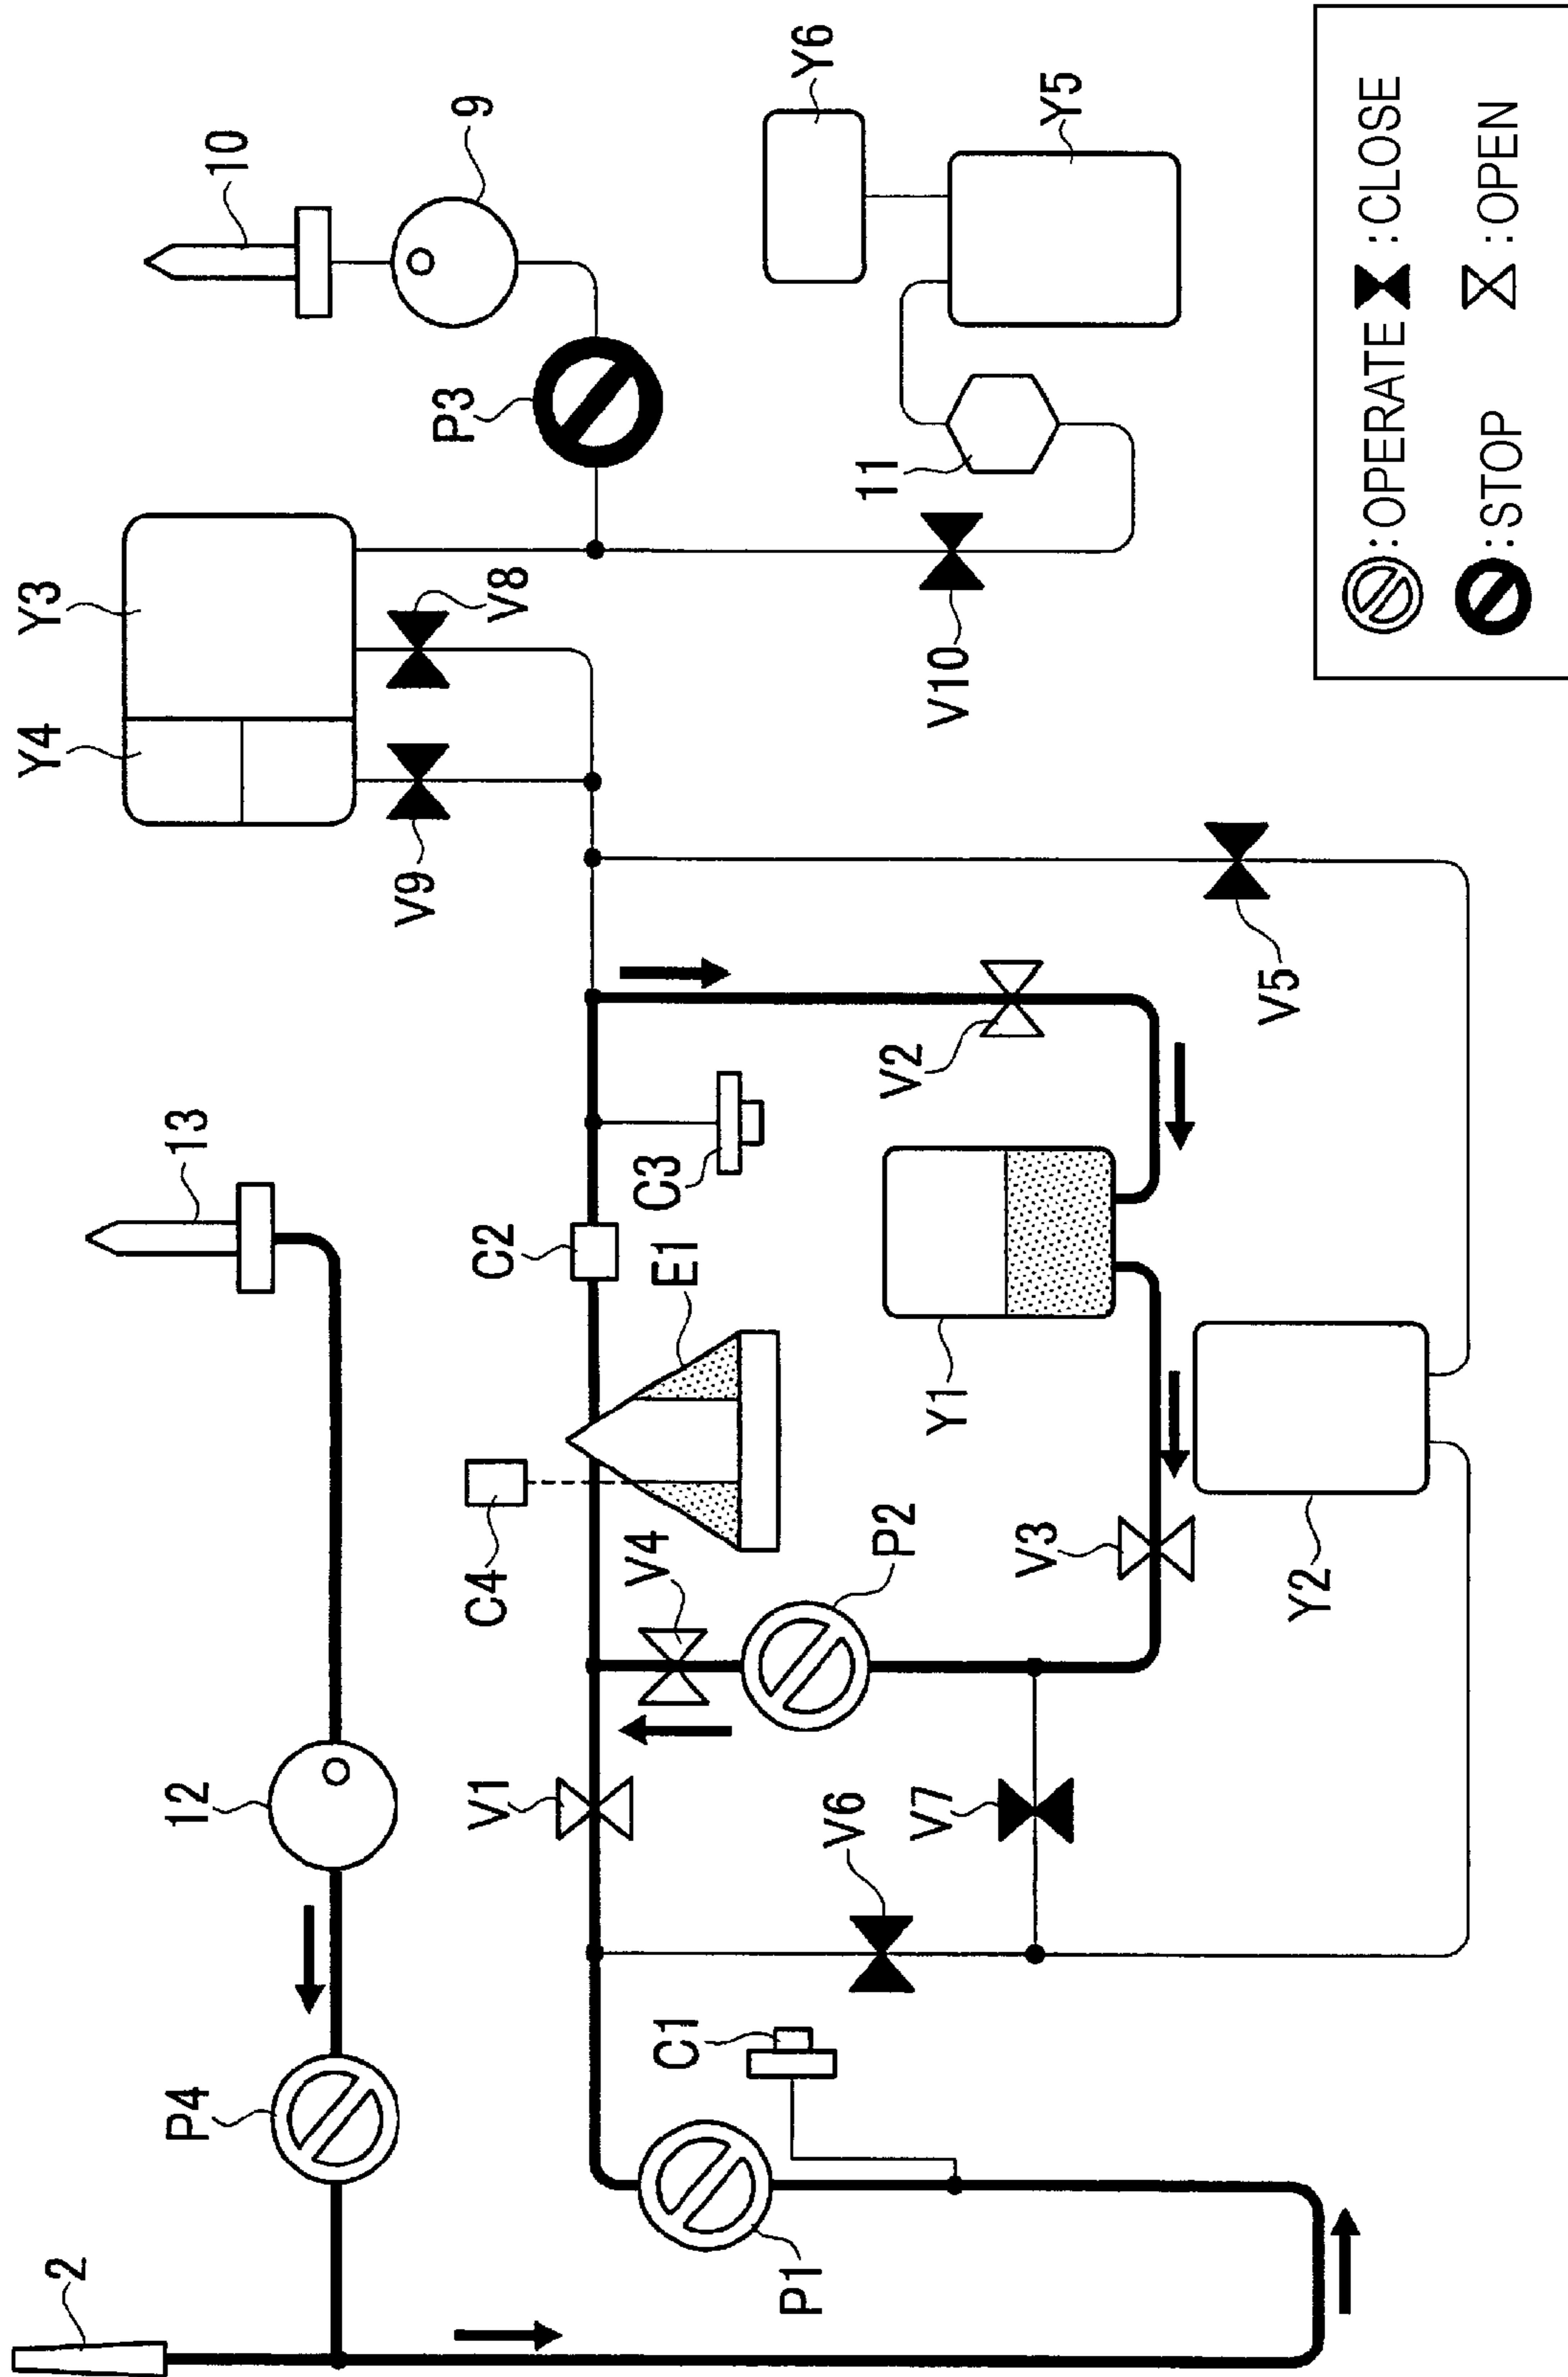 2
P4
12
13
P1
C1
V1
V6
V7
C4
V4
P2
E1
C2
C3
V3
Y1
Y2
V2
V5
Y4
Y3
V9
V8
V10
P3
11
10
9
Y6
Y5
:OPERATE
:CLOSE
:STOP
:OPEN